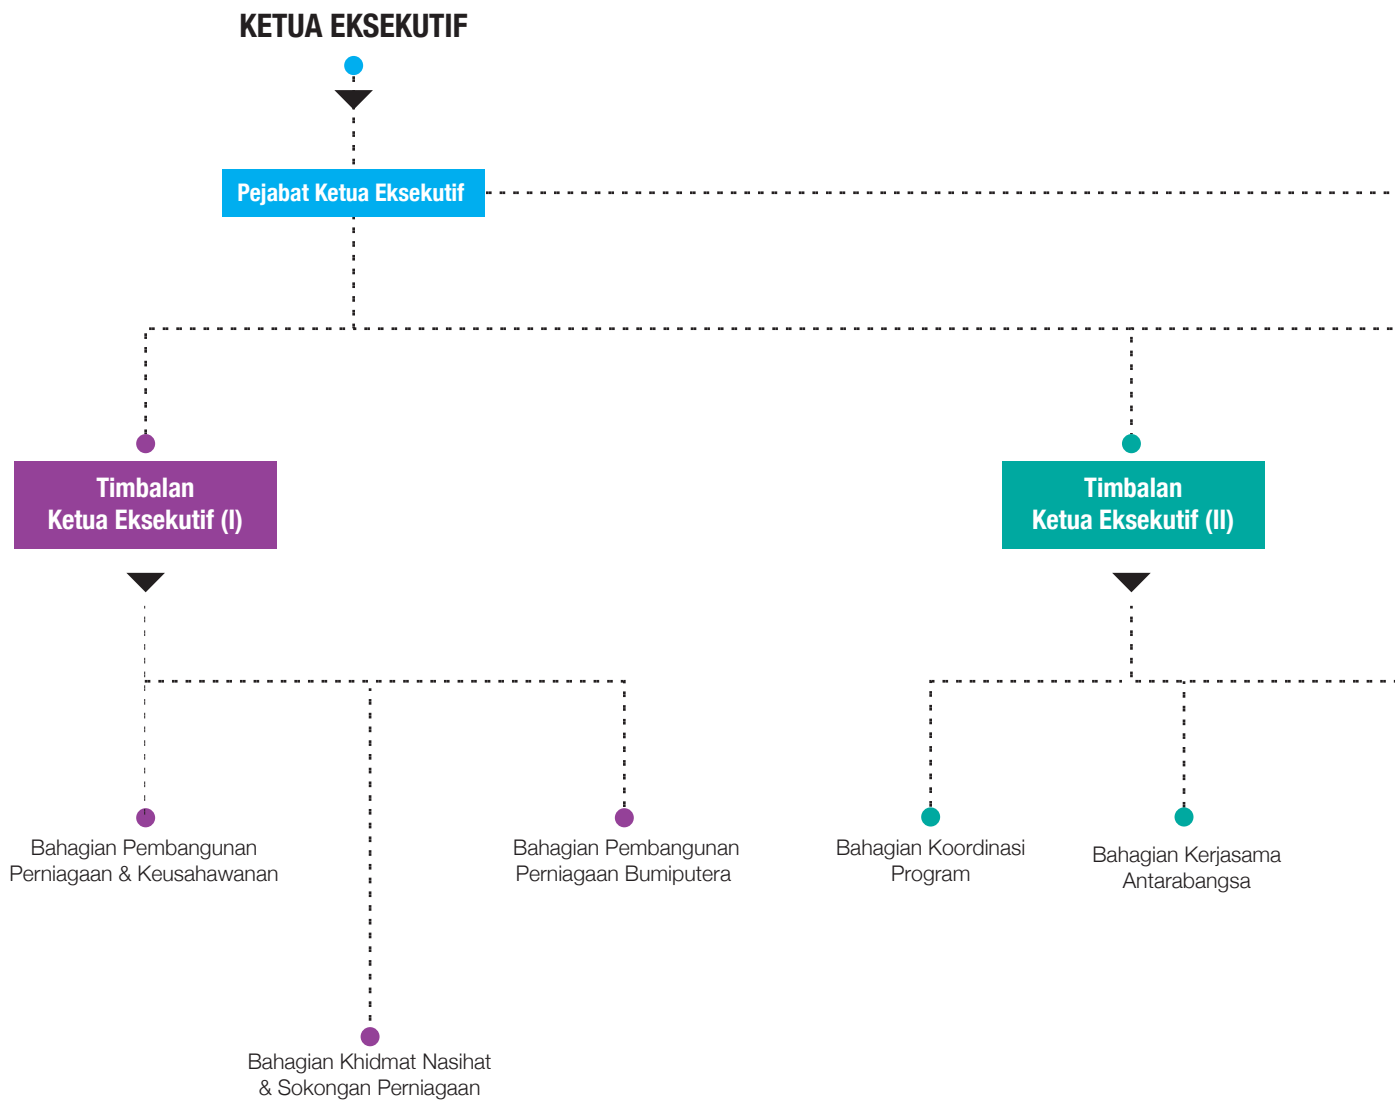 KETUA EKSEKUTIF
Pejabat Ketua Eksekutif
Timbalan
Ketua Eksekutif (I)
Timbalan
Ketua Eksekutif (II)
Bahagian Pembangunan
Perniagaan & Keusahawanan
Bahagian Pembangunan
Perniagaan Bumiputera
Bahagian Koordinasi
Program
Bahagian Kerjasama
Antarabangsa
Bahagian Khidmat Nasihat
& Sokongan Perniagaan